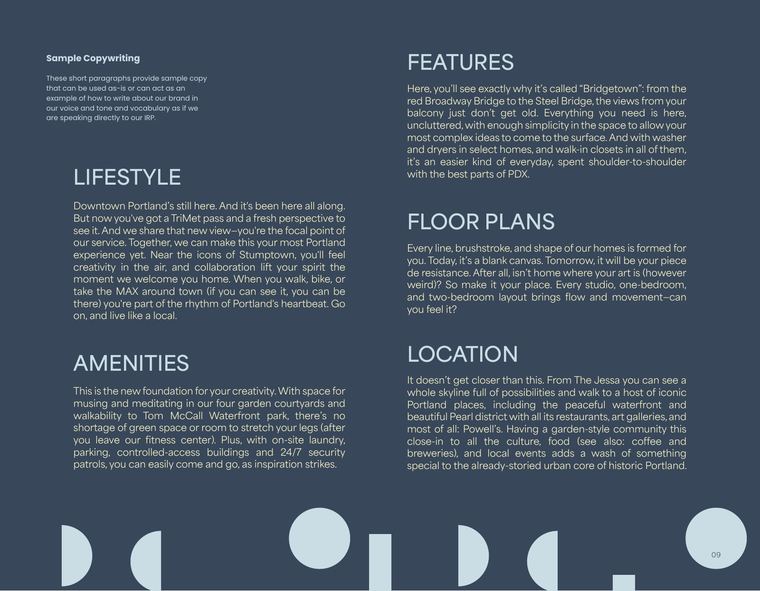 Sample Copywriting
These short paragraphs provide sample copy
that can be used as-is or can act as an
example of how to write about our brand in
our voice and tone and vocabulary as if we
are speaking directly to our IRP.
LIFESTYLE
Downtown Portland's still here. And it's been here all along.
But now you've got a TriMet pass and a fresh perspective to
see it. And we share that new view—you're the focal point of
our service. Together, we can make this your most Portland
experience yet. Near the icons of Stumptown, you'll feel
creativity in the air, and collaboration lift your spirit the
moment we welcome you home. When you walk, bike, or
take the MAX around town (if you can see it, you can be
there) you're part of the rhythm of Portland's heartbeat. Go
on, and live like a local.
AMENITIES
This is the new foundation for your creativity. With space for
musing and meditating in our four garden courtyards and
walkability to Tom McCall Waterfront park, there's no
shortage of green space or room to stretch your legs (after
you leave our fitness center). Plus, with on-site laundry,
parking, controlled-access buildings and 24/7 security
patrols, you can easily come and go, as inspiration strikes.
FEATURES
Here, you'll see exactly why it's called "Bridgetown": from the
red Broadway Bridge to the Steel Bridge, the views from your
balcony just don't get old. Everything you need is here,
uncluttered, with enough simplicity in the space to allow your
most complex ideas to come to the surface. And with washer
and dryers in select homes, and walk-in closets in all of them,
it's an easier kind of everyday, spent shoulder-to-shoulder
with the best parts of PDX.
FLOOR PLANS
Every line, brushstroke, and shape of our homes is formed for
you. Today, it's a blank canvas. Tomorrow, it will be your piece
de resistance. After all, isn't home where your art is (however
weird)? So make it your place. Every studio, one-bedroom,
and two-bedroom layout brings flow and movement—can
you feel it?
LOCATION
It doesn't get closer than this. From The Jessa you can see a
whole skyline full of possibilities and walk to a host of iconic
Portland places, including the peaceful waterfront and
beautiful Pearl district with all its restaurants, art galleries, and
most of all: Powell's. Having a garden-style community this
close-in to all the culture, food (see also: coffee and
breweries), and local events adds a wash of something
special to the already-storied urban core of historic Portland.
09